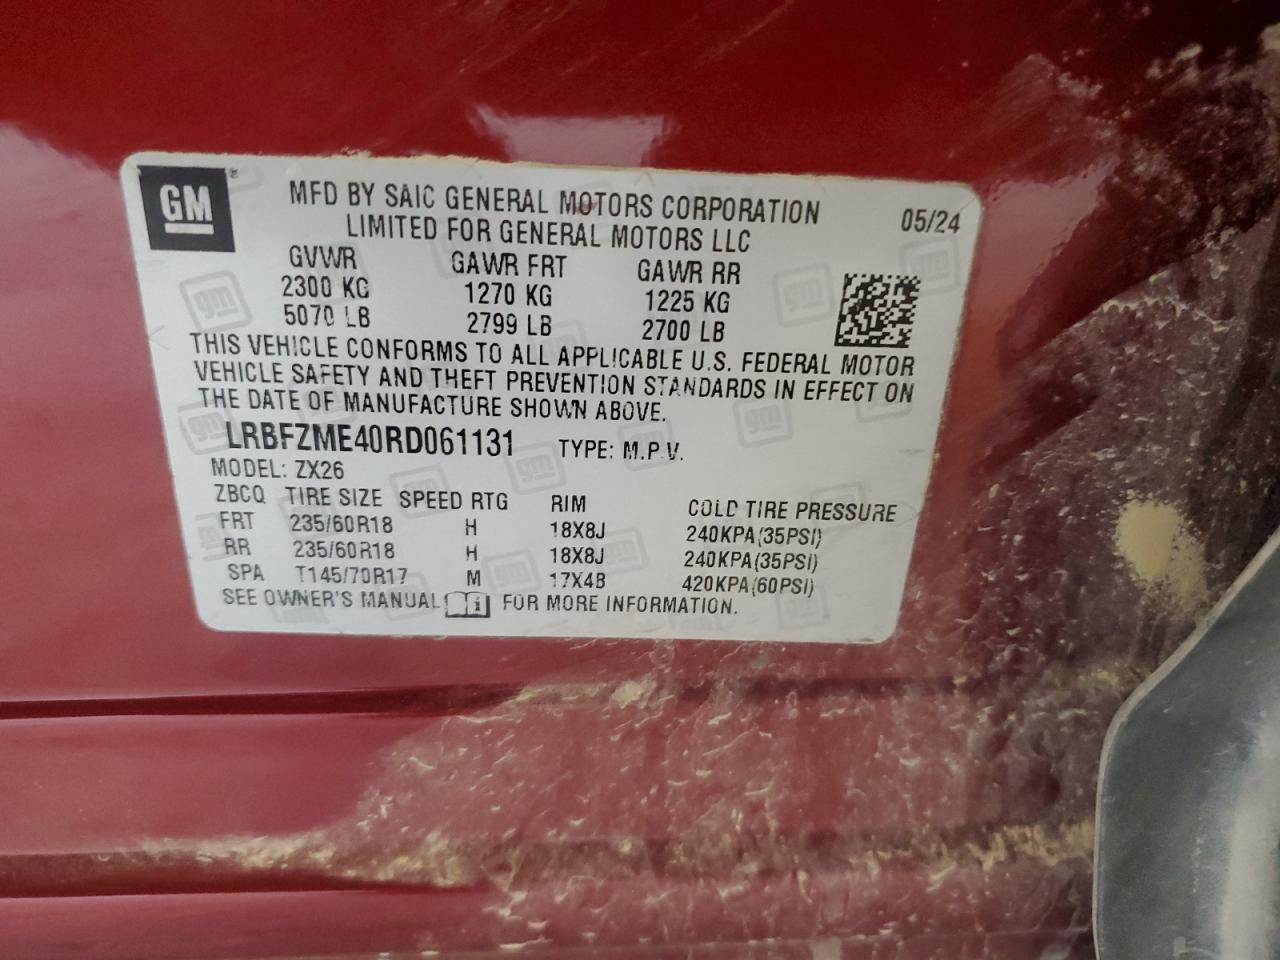 GM
MFD BY SAIC GENERAL MOTORS CORPORATION
LIMITED FOR GENERAL MOTORS LLC
05/24
GVWR GAWR FRT GAWR RR
2300 KG 1270 KG 1225 KG
5070 LB 2799 LB 2700 LB
THIS VEHICLE CONFORMS TO ALL APPLICABLE U.S. FEDERAL MOTOR
VEHICLE SAFETY AND THEFT PREVENTION STANDARDS IN EFFECT ON
THE DATE OF MANUFACTURE SHOWN ABOVE.
LRBFZME40RD061131 TYPE: M.P.V.
MODEL: ZX26
ZBCQ TIRE SIZE SPEED RTG RIM COLD TIRE PRESSURE
FRT 235/60R18 H 18X8J 240KPA(35PSI)
RR 235/60R18 H 18X8J 240KPA(35PSI)
SPA T145/70R17 M 17X4B 420KPA(60PSI)
SEE OWNER'S MANUAL FOR MORE INFORMATION.